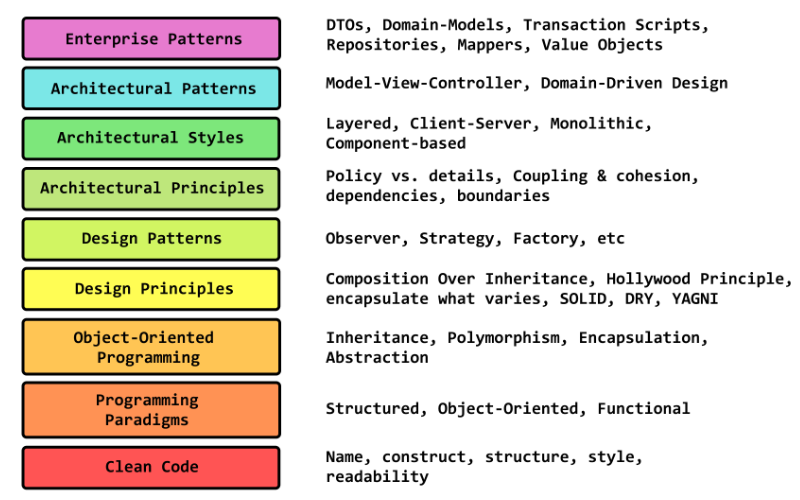 Enterprise Patterns
DTOs, Domain-Models, Transaction Scripts,
Repositories, Mappers, Value Objects
Architectural Patterns
Model-View-Controller, Domain-Driven Design
Architectural Styles
Layered, Client-Server, Monolithic,
Component-based
Architectural Principles
Policy vs. details, Coupling & cohesion,
dependencies, boundaries
Design Patterns
Observer, Strategy, Factory, etc
Design Principles
Composition Over Inheritance, Hollywood Principle,
encapsulate what varies, SOLID, DRY, YAGNI
Object-Oriented
Programming
Inheritance, Polymorphism, Encapsulation,
Abstraction
Programming
Paradigms
Structured, Object-Oriented, Functional
Clean Code
Name, construct, structure, style,
readability